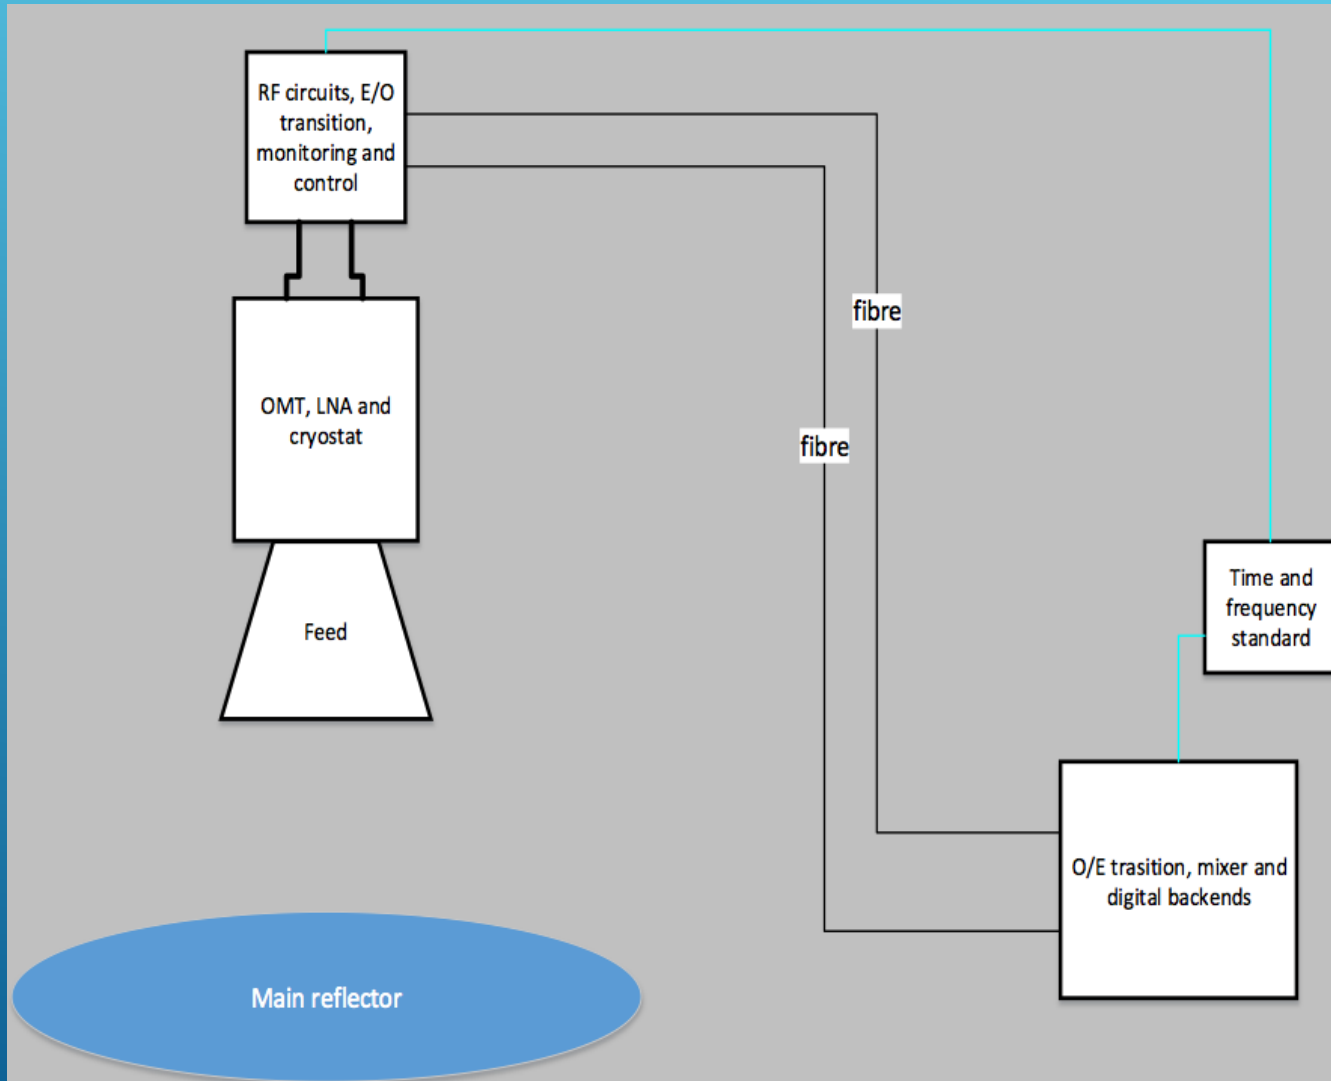 RF circuits, E/O
transition,
monitoring and
control
fibre
OMT, LNA and
cryostat
fibre
Time and
frequency
standard
Feed
O/E trasition, mixer and
digital backends
Main reflector